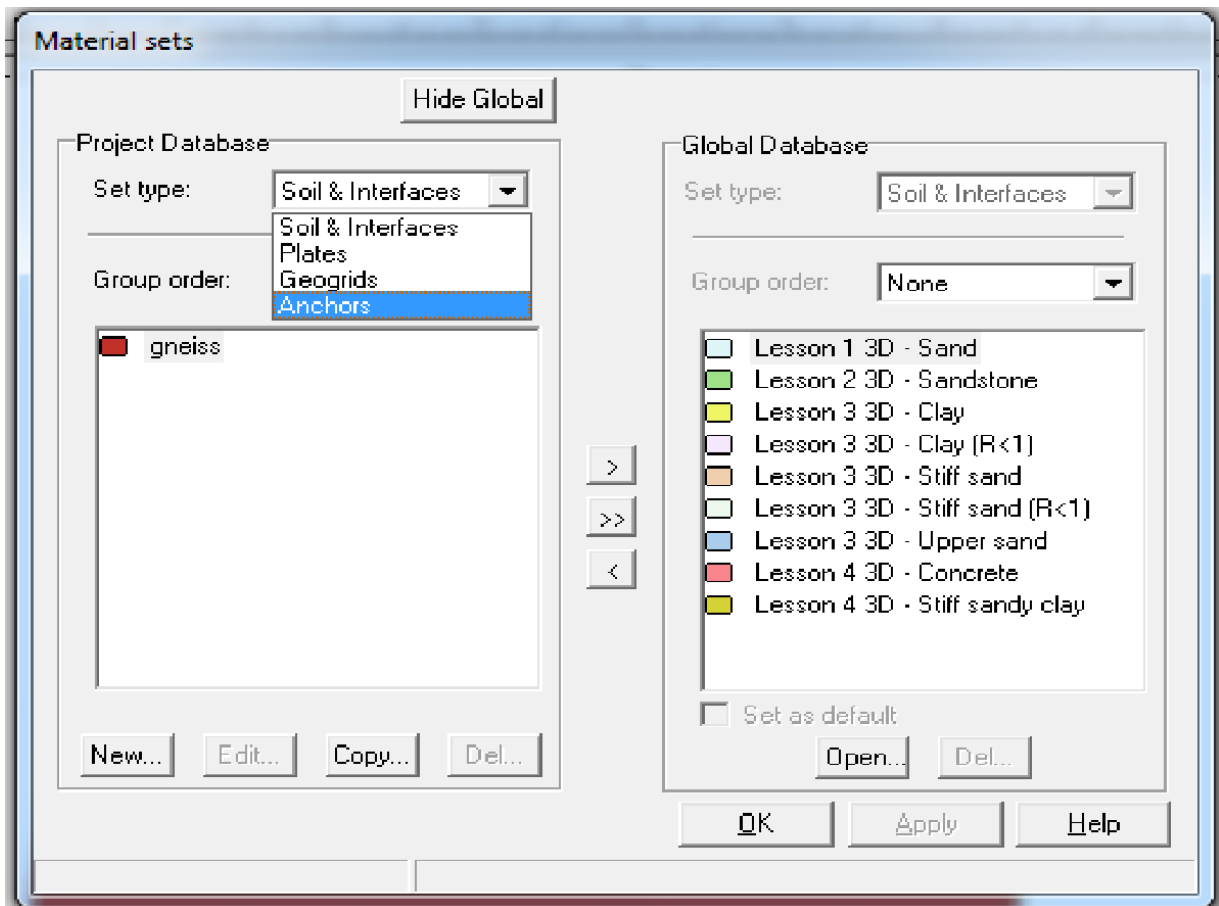 Material sets
Hide Global
Project Database
Set type:
Soil & Interfaces
Soil & Interfaces
Plates
Geogrids
Anchors
Group order:
gneiss
New...
Edit...
Copy...
Del...
>
>>
<
Global Database
Set type:
Soil & Interfaces
Group order:
None
Lesson 1 3D - Sand
Lesson 2 3D - Sandstone
Lesson 3 3D - Clay
Lesson 3 3D - Clay (R<1)
Lesson 3 3D - Stiff sand
Lesson 3 3D - Stiff sand (R<1)
Lesson 3 3D - Upper sand
Lesson 4 3D - Concrete
Lesson 4 3D - Stiff sandy clay
Set as default
Open...
Del...
OK
Apply
Help